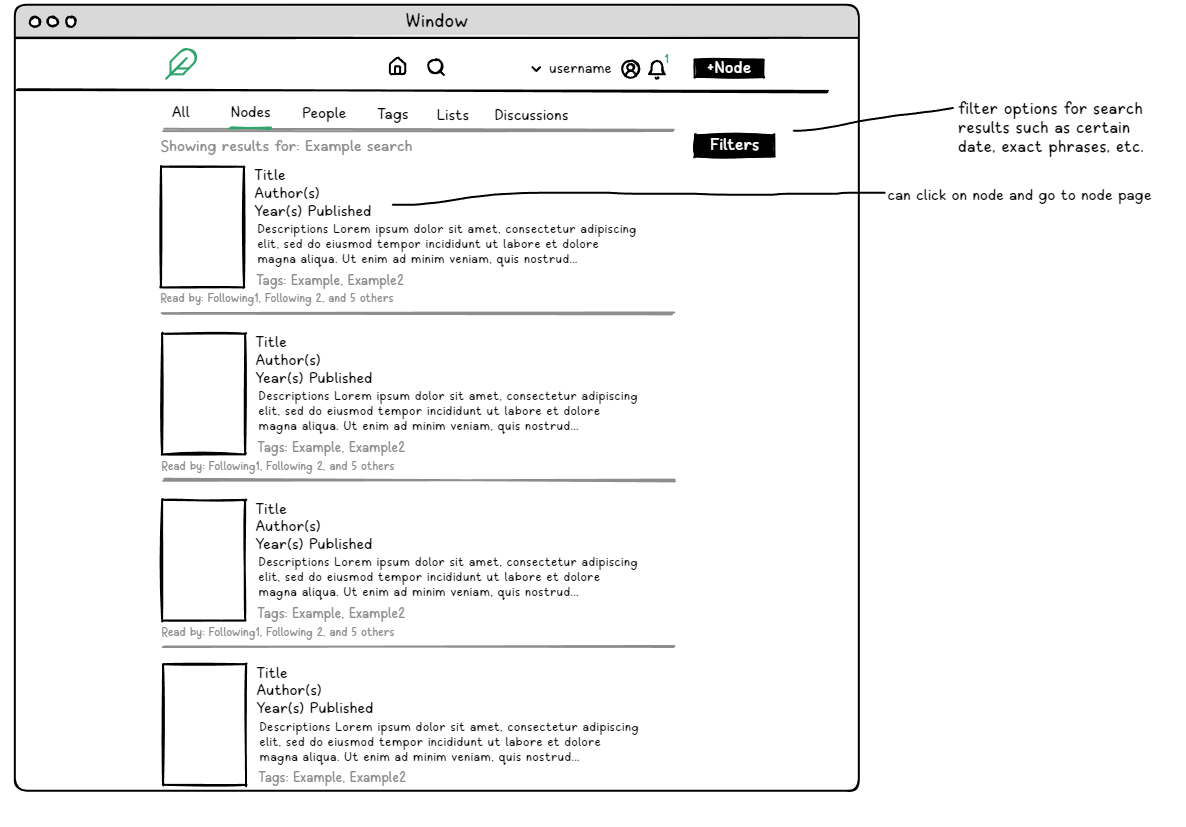 Window
username
1
+Node
All Nodes People Tags Lists Discussions
Showing results for: Example search
Filters
filter options for search
results such as certain
date, exact phrases, etc.
can click on node and go to node page
Title
Author(s)
Year(s) Published
Descriptions Lorem ipsum dolor sit amet, consectetur adipiscing
elit, sed do eiusmod tempor incididunt ut labore et dolore
magna aliqua. Ut enim ad minim veniam, quis nostrud...
Tags: Example, Example2
Read by: Following1, Following 2, and 5 others
Title
Author(s)
Year(s) Published
Descriptions Lorem ipsum dolor sit amet, consectetur adipiscing
elit, sed do eiusmod tempor incididunt ut labore et dolore
magna aliqua. Ut enim ad minim veniam, quis nostrud...
Tags: Example, Example2
Read by: Following1, Following 2, and 5 others
Title
Author(s)
Year(s) Published
Descriptions Lorem ipsum dolor sit amet, consectetur adipiscing
elit, sed do eiusmod tempor incididunt ut labore et dolore
magna aliqua. Ut enim ad minim veniam, quis nostrud...
Tags: Example, Example2
Read by: Following1, Following 2, and 5 others
Title
Author(s)
Year(s) Published
Descriptions Lorem ipsum dolor sit amet, consectetur adipiscing
elit, sed do eiusmod tempor incididunt ut labore et dolore
magna aliqua. Ut enim ad minim veniam, quis nostrud...
Tags: Example, Example2